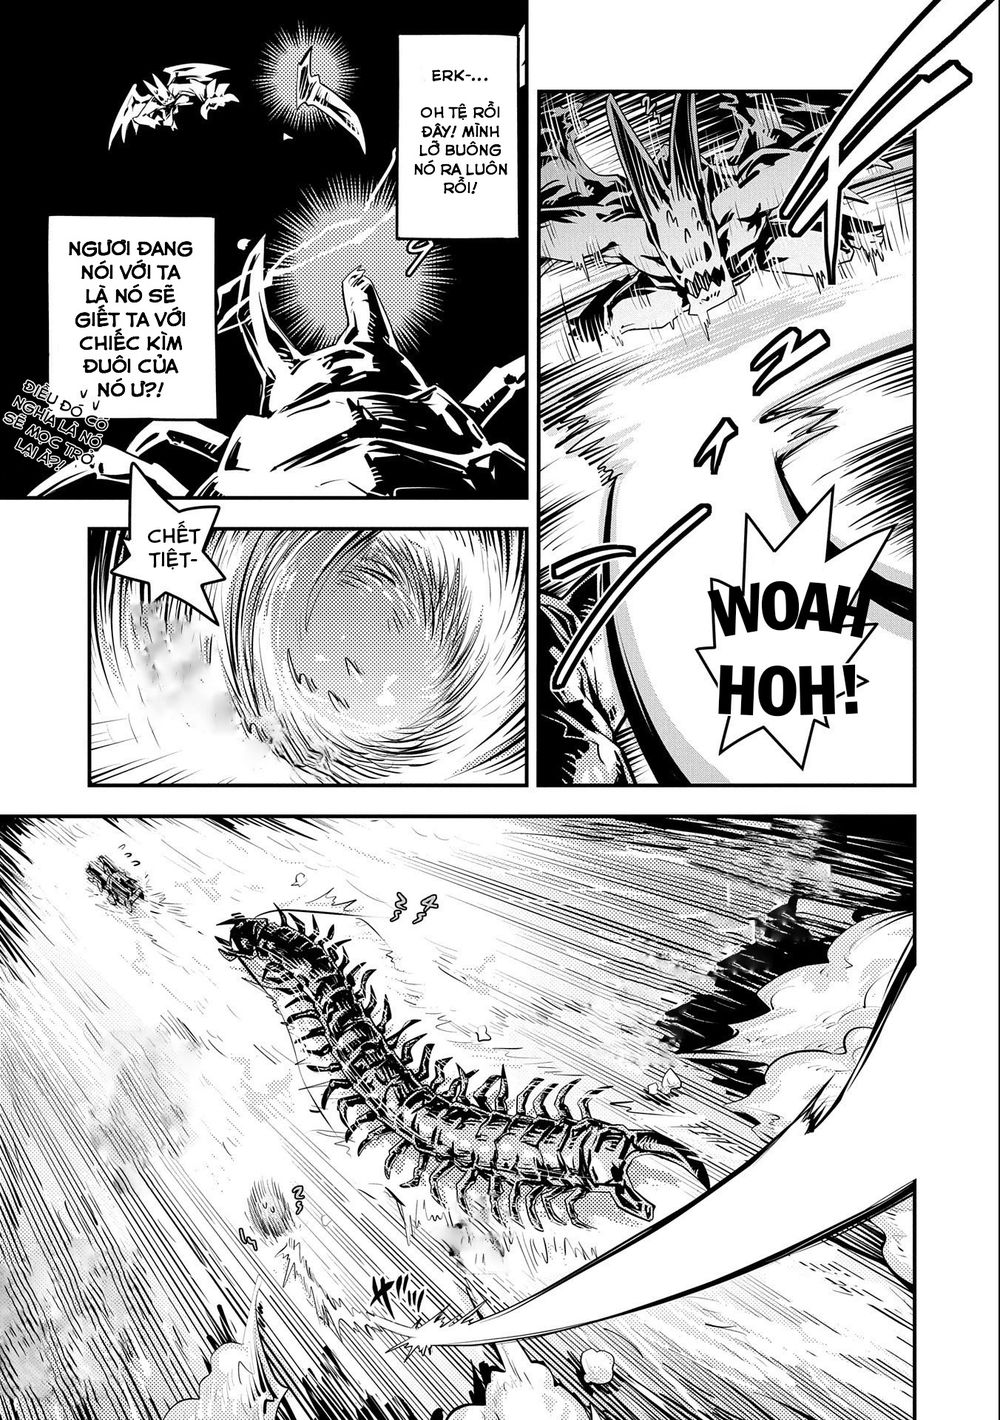 WOAH
HOH!
ERK-...
OH TỆ RỒI
ĐÂY! MÌNH
LỠ BUÔNG
NÓ RA LUÔN
RỒI!
NGƯƠI ĐANG
NÓI VỚI TA
LÀ NÓ SẼ
GIẾT TA VỚI
CHIẾC KÌM
ĐUÔI CỦA
NÓ Ư?!
ĐIỀU ĐÓ CÓ
NGHĨA LÀ NÓ
SẼ MỌC TRỞ
LẠI À?!
CHẾT
TIỆT-